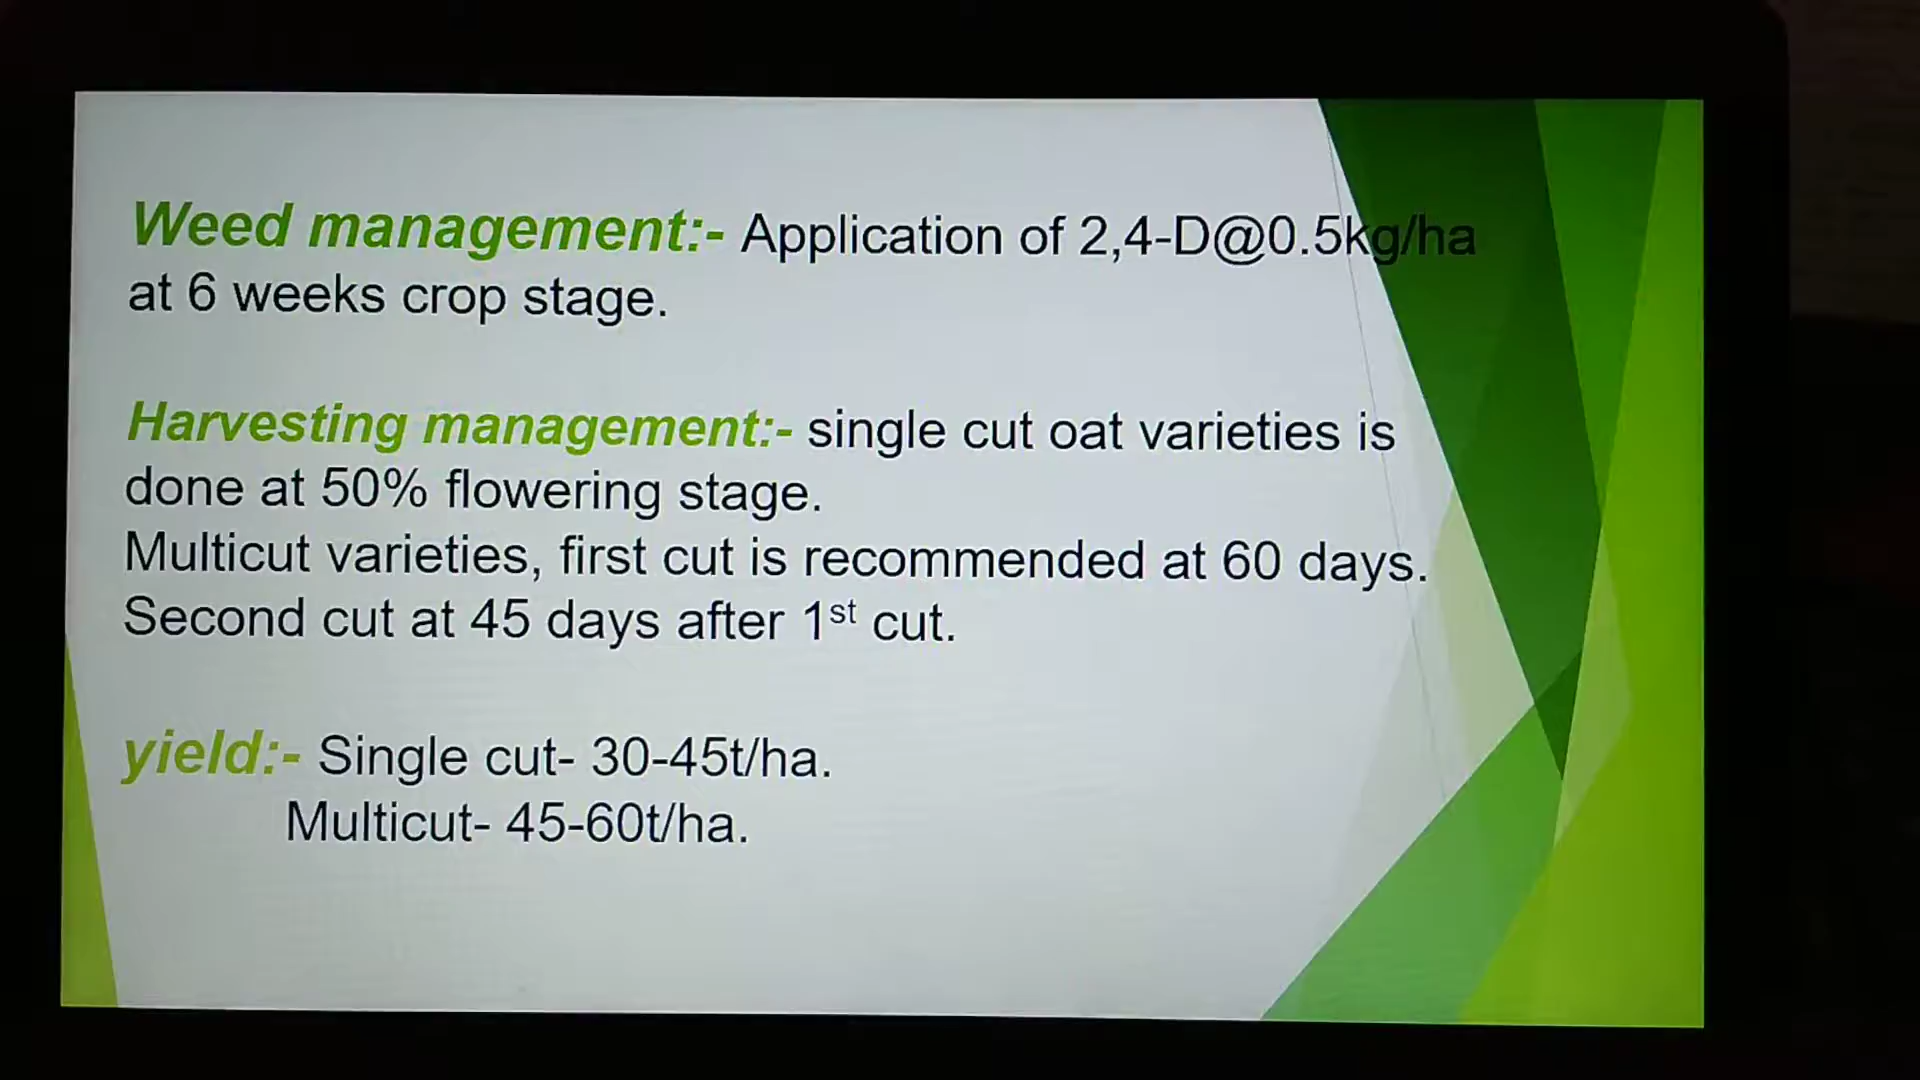 Weed management:- Application of 2,4-D@0.5kg/ha
at 6 weeks crop stage.
Harvesting management:- single cut oat varieties is
done at 50% flowering stage.
Multicut varieties, first cut is recommended at 60 days.
Second cut at 45 days after 1st cut.
yield:- Single cut- 30-45t/ha.
Multicut- 45-60t/ha.